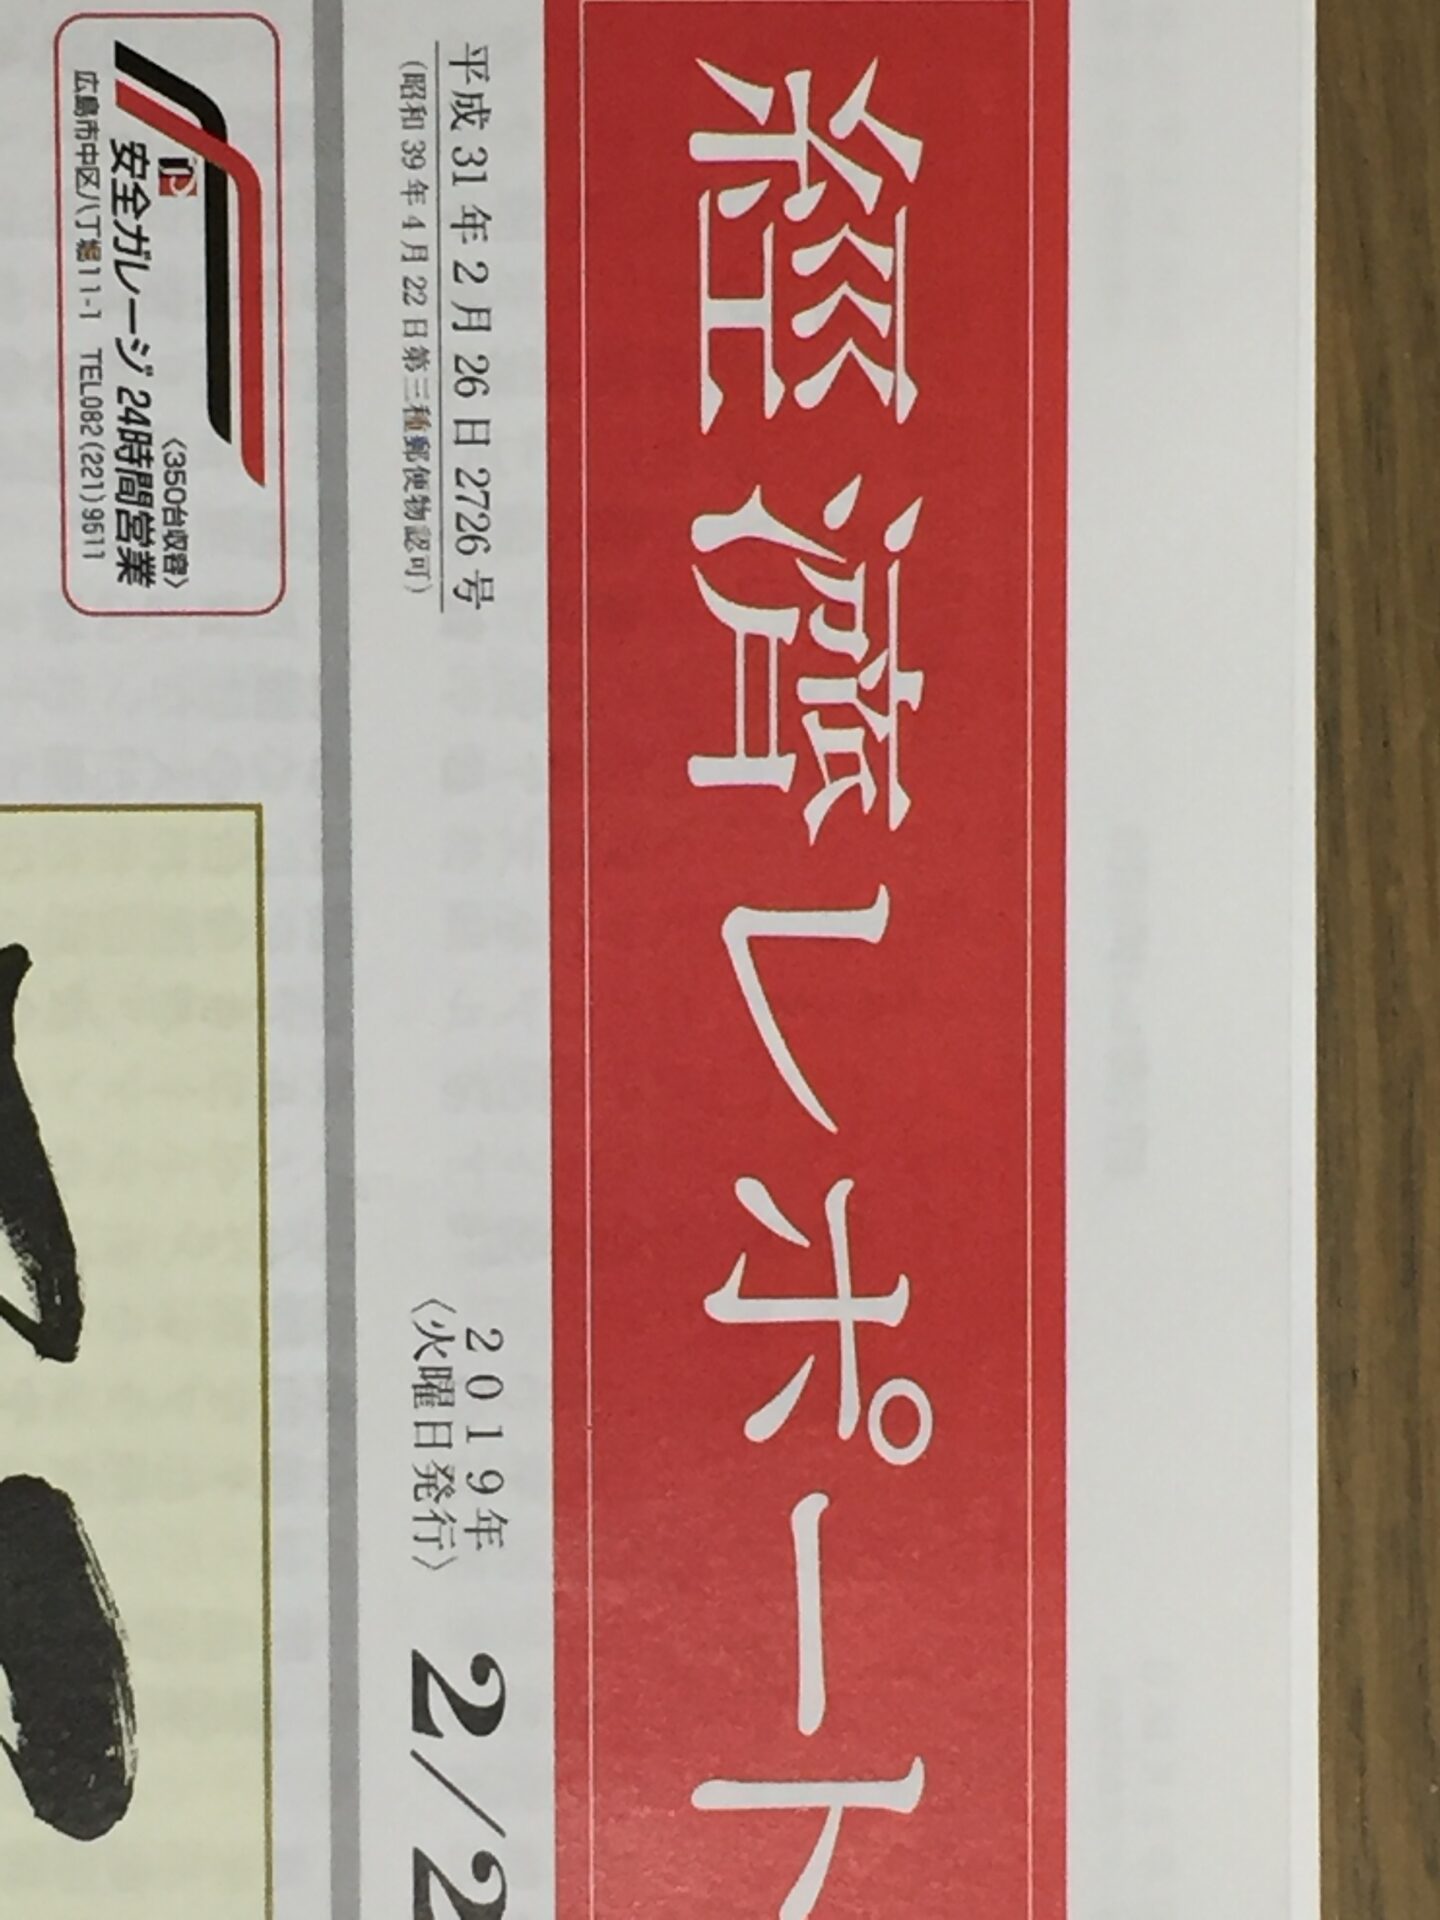 經濟レポート
平成31年2月26日2726号
(昭和39年4月22日第三種郵便物認可)
2019年
〈火曜日発行〉
2/2
〈350台収容〉
安全ガレージ 24時間営業
広島市中区八丁堀11-1 TEL082(221)9511